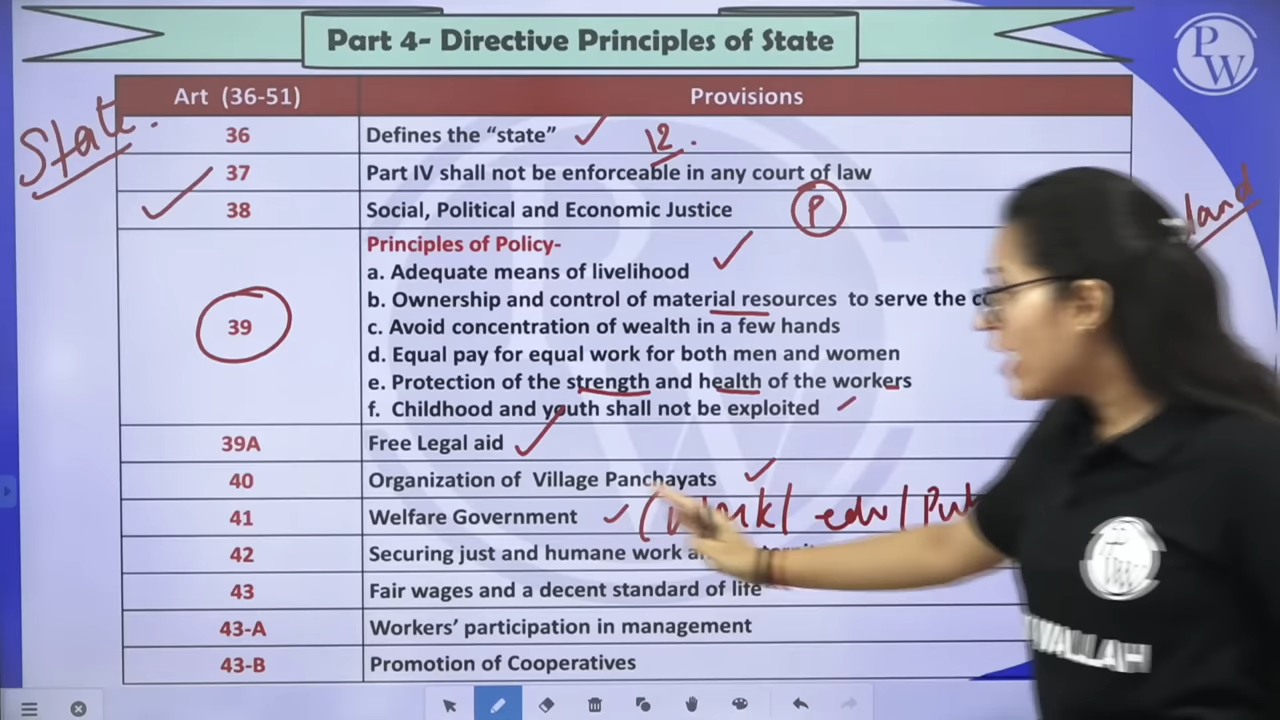 Part 4- Directive Principles of State
PW
State.
Art (36-51) Provisions
36 Defines the “state” 12.
37 Part IV shall not be enforceable in any court of law
38 Social, Political and Economic Justice P
land
39 Principles of Policy-
a. Adequate means of livelihood
b. Ownership and control of material resources to serve the
c. Avoid concentration of wealth in a few hands
d. Equal pay for equal work for both men and women
e. Protection of the strength and health of the workers
f. Childhood and youth shall not be exploited
39A Free Legal aid
40 Organization of Village Panchayats
41 Welfare Government
42 Securing just and humane work
43 Fair wages and a decent standard of life
43-A Workers’ participation in management
43-B Promotion of Cooperatives
PW
WALLAH